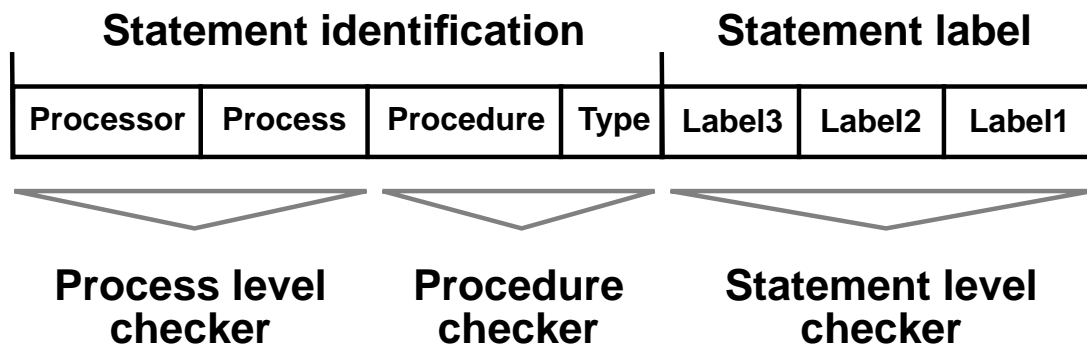 Statement identification Statement label
Processor Process Procedure Type Label3 Label2 Label1
Process level checker
Procedure checker
Statement level checker